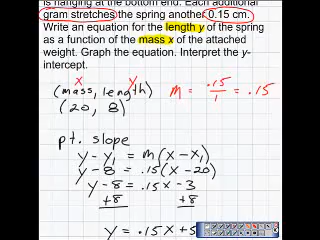 is hanging at the bottom end. Each additional
gram stretches the spring another 0.15 cm.
Write an equation for the length y of the spring
as a function of the mass x of the attached
weight. Graph the equation. Interpret the y-
intercept.
x y
(mass, length) m = .15/1 = .15
(20, 8)
pt. slope
y - y₁ = m(x - x₁)
y - 8 = .15(x - 20)
y - 8 = .15x - 3
+8 +8
y = .15x + 5